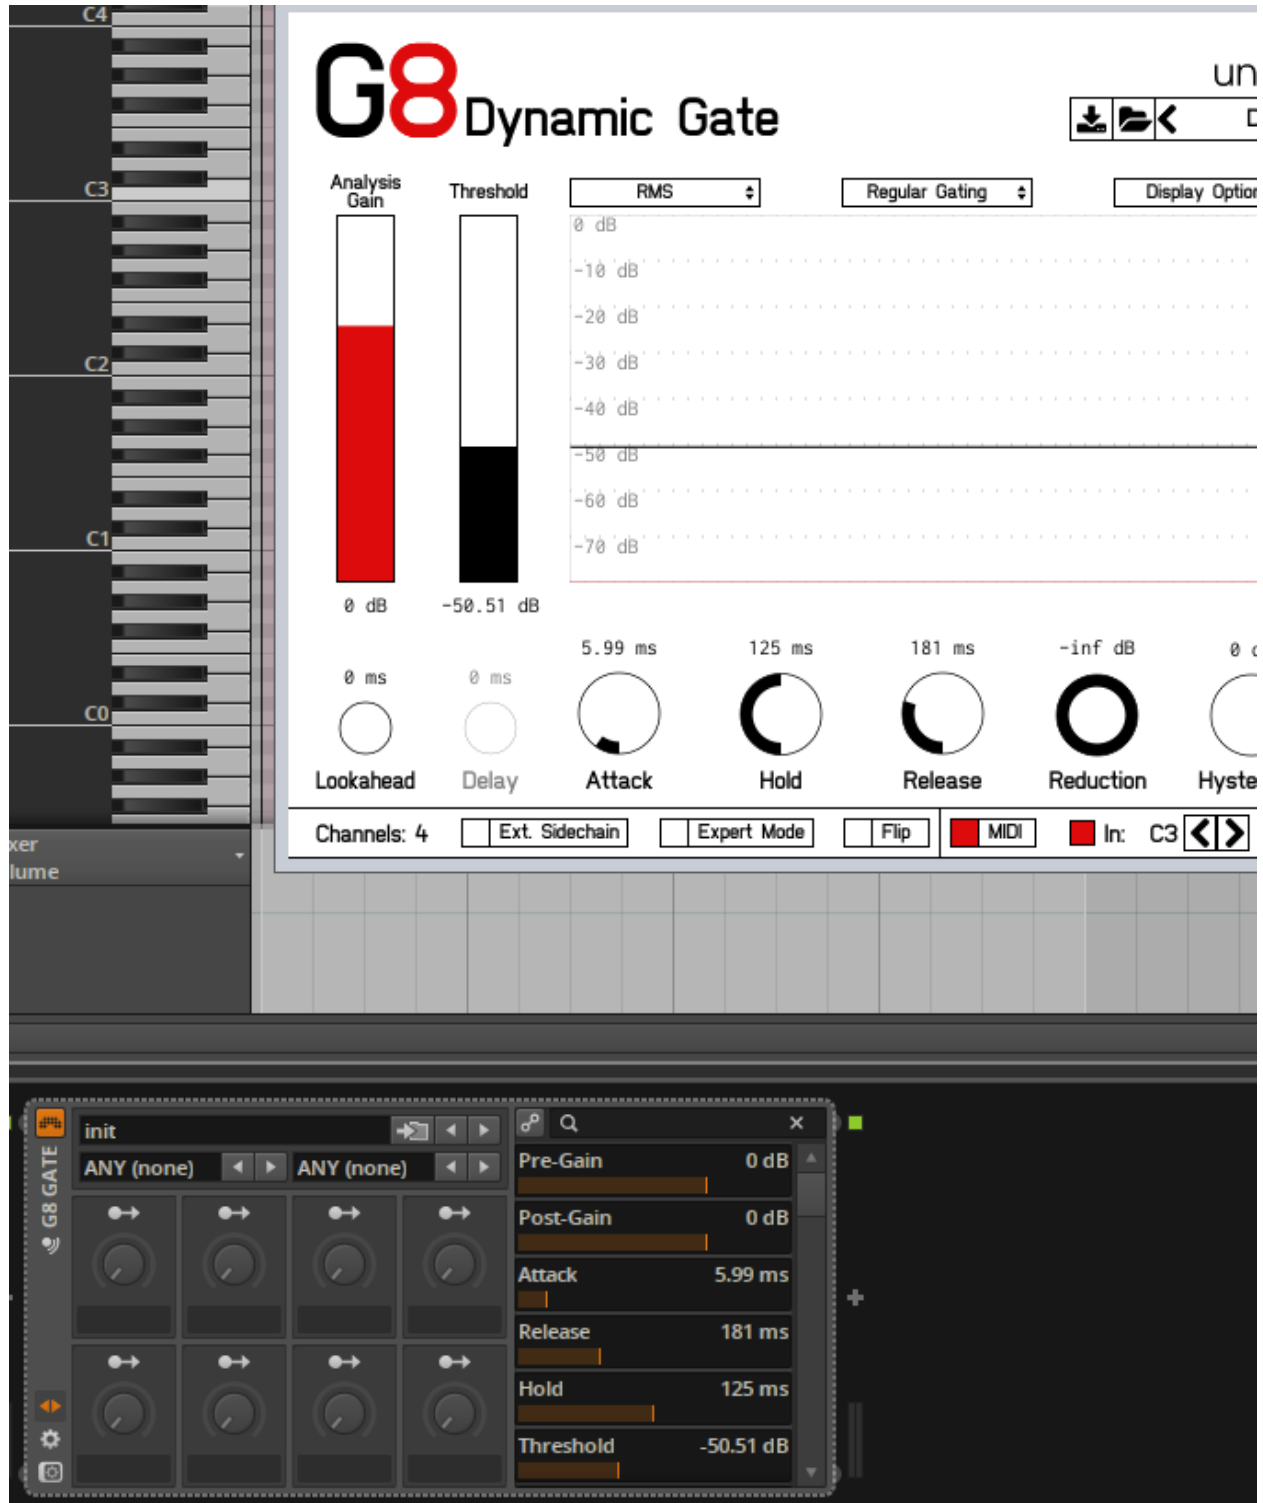 C4
C3
C2
C1
C0
G8 Dynamic Gate
un
Analysis Gain
Threshold
RMS
Regular Gating
Display Option
0 dB
-10 dB
-20 dB
-30 dB
-40 dB
-50 dB
-60 dB
-70 dB
0 dB
-50.51 dB
0 ms
0 ms
5.99 ms
125 ms
181 ms
-inf dB
0 d
Lookahead
Delay
Attack
Hold
Release
Reduction
Hyste
Channels: 4
Ext. Sidechain
Expert Mode
Flip
MIDI
In: C3
xer
lume
G8 GATE
init
ANY (none)
ANY (none)
Pre-Gain 0 dB
Post-Gain 0 dB
Attack 5.99 ms
Release 181 ms
Hold 125 ms
Threshold -50.51 dB